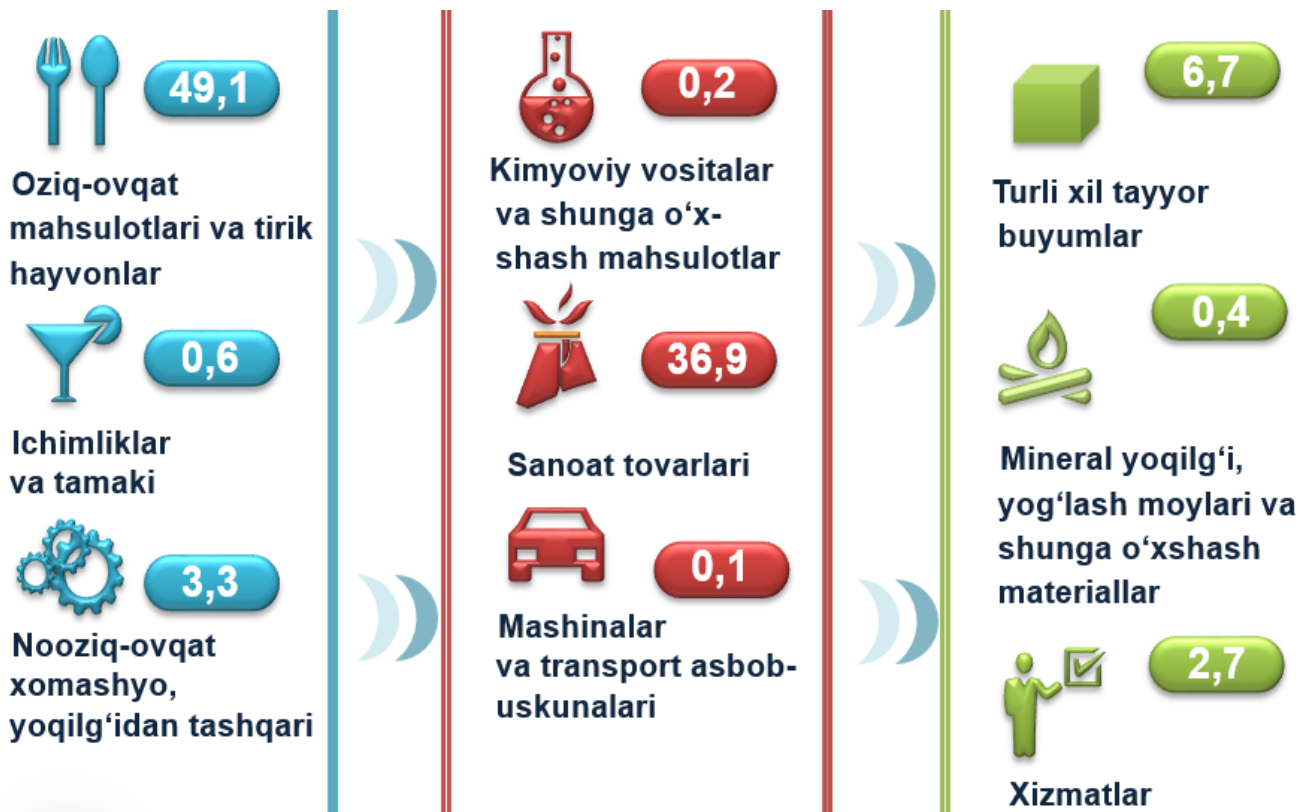 49,1
Oziq-ovqat
mahsulotlari va tirik
hayvonlar
0,6
Ichimliklar
va tamaki
3,3
Nooziq-ovqat
xomashyo,
yoqilg‘idan tashqari
0,2
Kimyoviy vositalar
va shunga o‘x-
shash mahsulotlar
36,9
Sanoat tovarlari
0,1
Mashinalar
va transport asbob-
uskunalari
6,7
Turli xil tayyor
buyumlar
0,4
Mineral yoqilg‘i,
yog‘lash moylari va
shunga o‘xshash
materiallar
2,7
Xizmatlar